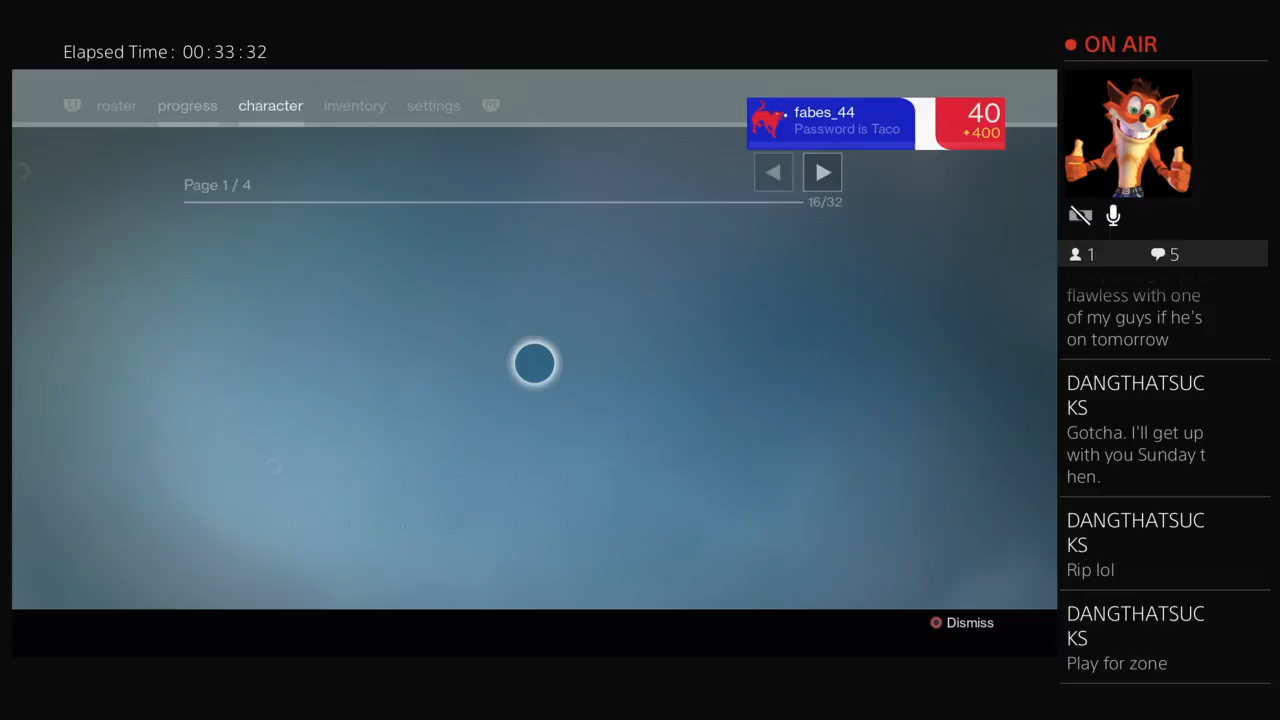 Elapsed Time: 00:33:32
ON AIR
L1 roster progress character inventory settings R1
fabes_44
Password is Taco
40
+400
Page 1 / 4
16/32
1 5
flawless with one
of my guys if he's
on tomorrow
DANGTHATSUC
KS
Gotcha. I'll get up
with you Sunday t
hen.
DANGTHATSUC
KS
Rip lol
DANGTHATSUC
KS
Play for zone
Dismiss